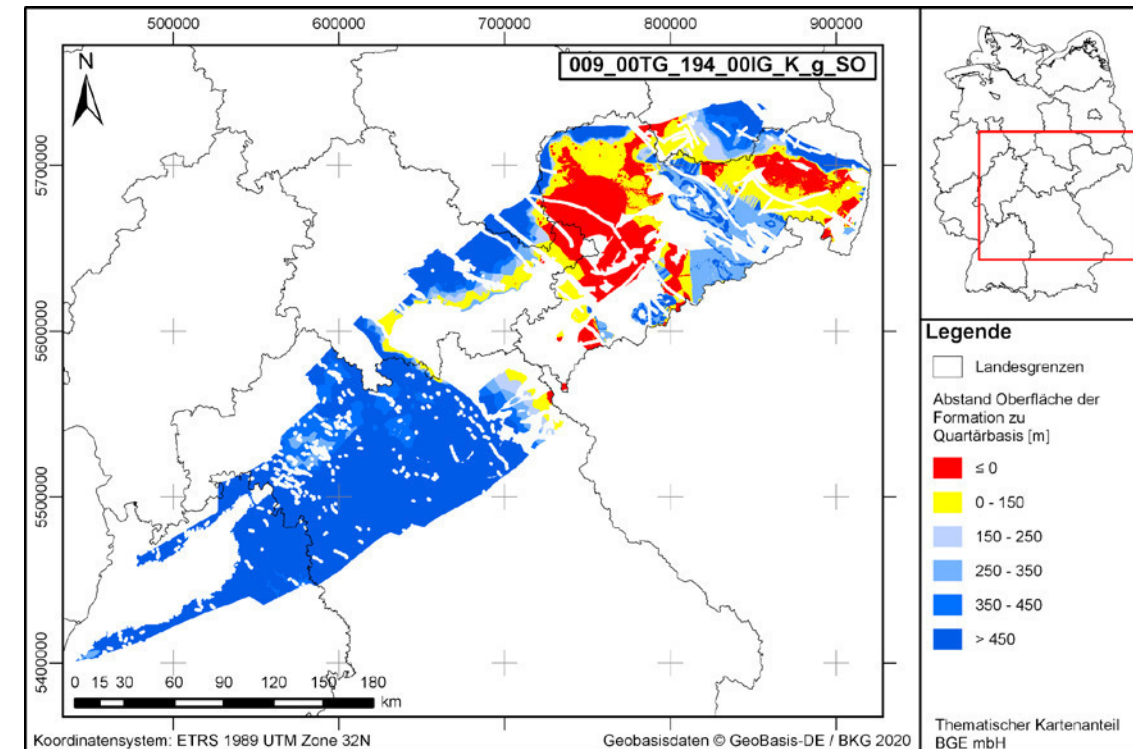 500000 600000 700000 800000 900000
N
009_00TG_194_00IG_K_g_SO
5700000
5600000
5500000
5400000
0 15 30 60 90 120 150 180
km
Koordinatensystem: ETRS 1989 UTM Zone 32N
Geobasisdaten © GeoBasis-DE / BKG 2020
Legende
Landesgrenzen
Abstand Oberfläche der
Formation zu
Quartärbasis [m]
≤ 0
0 - 150
150 - 250
250 - 350
350 - 450
> 450
Thematischer Kartenanteil
BGE mbH